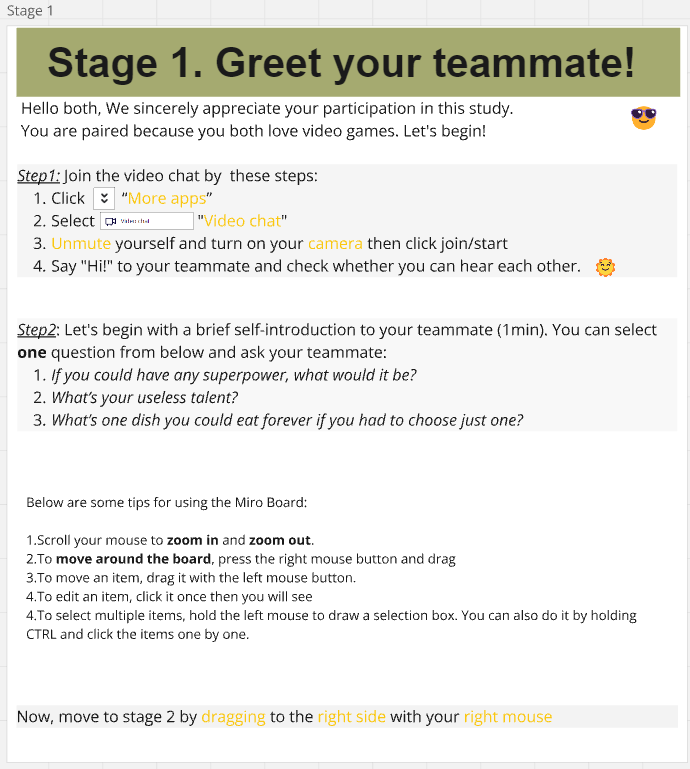 Stage 1
Stage 1. Greet your teammate!
Hello both, We sincerely appreciate your participation in this study.
You are paired because you both love video games. Let's begin!
Step1: Join the video chat by  these steps:
1. Click “More apps”
2. Select Video chat "Video chat"
3. Unmute yourself and turn on your camera then click join/start
4. Say "Hi!" to your teammate and check whether you can hear each other.
Step2: Let's begin with a brief self-introduction to your teammate (1min). You can select
one question from below and ask your teammate:
1. If you could have any superpower, what would it be?
2. What’s your useless talent?
3. What’s one dish you could eat forever if you had to choose just one?
Below are some tips for using the Miro Board:
1.Scroll your mouse to zoom in and zoom out.
2.To move around the board, press the right mouse button and drag
3.To move an item, drag it with the left mouse button.
4.To edit an item, click it once then you will see
4.To select multiple items, hold the left mouse to draw a selection box. You can also do it by holding
CTRL and click the items one by one.
Now, move to stage 2 by dragging to the right side with your right mouse